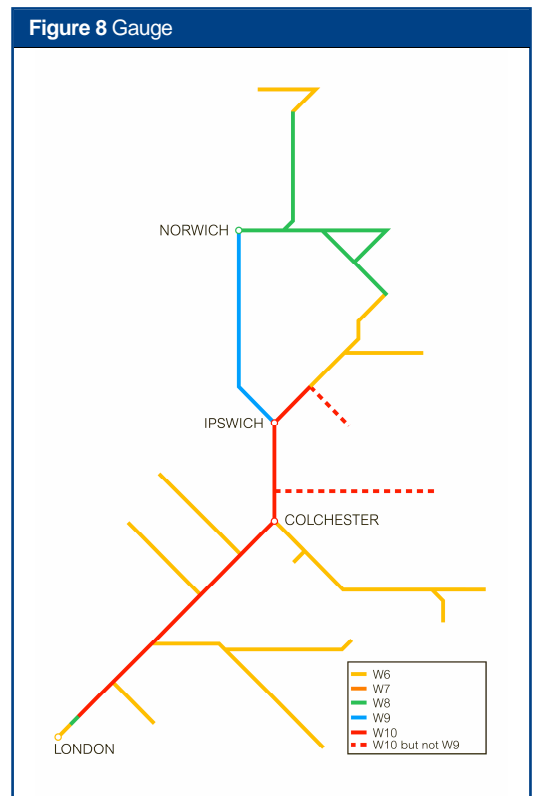 Figure 8 Gauge
NORWICH
IPSWICH
COLCHESTER
LONDON
W6
W7
W8
W9
W10
W10 but not W9